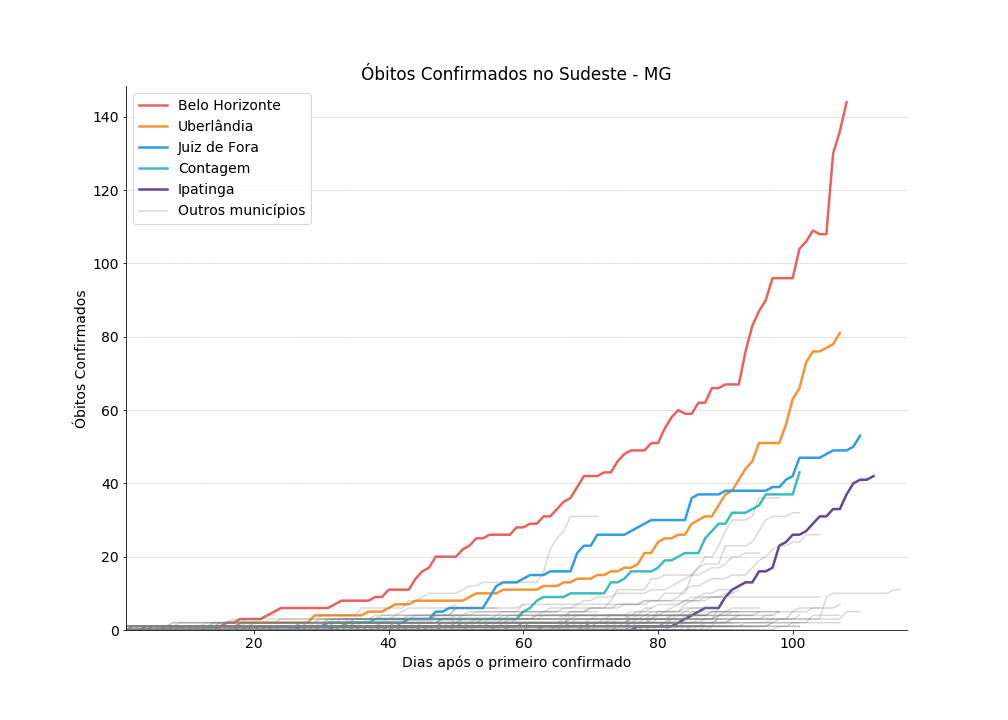 Óbitos Confirmados no Sudeste - MG
Belo Horizonte
Uberlândia
Juiz de Fora
Contagem
Ipatinga
Outros municípios
Óbitos Confirmados
140
120
100
80
60
40
20
0
20
40
60
80
100
Dias após o primeiro confirmado